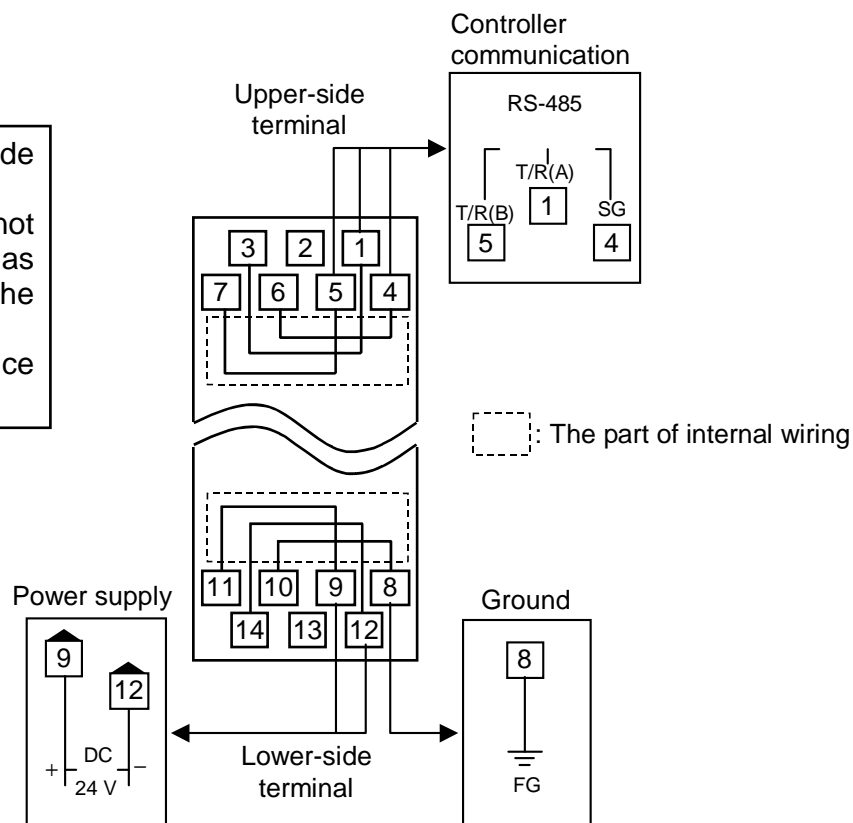 Controller
communication
Upper-side
terminal
RS-485
T/R(A)
T/R(B) 1 SG
5 4
de
not
as
he
ce
3 2 1
7 6 5 4
: The part of internal wiring
11 10 9 8
14 13 12
Power supply
9
12
+ DC −
24 V
Lower-side
terminal
Ground
8
FG